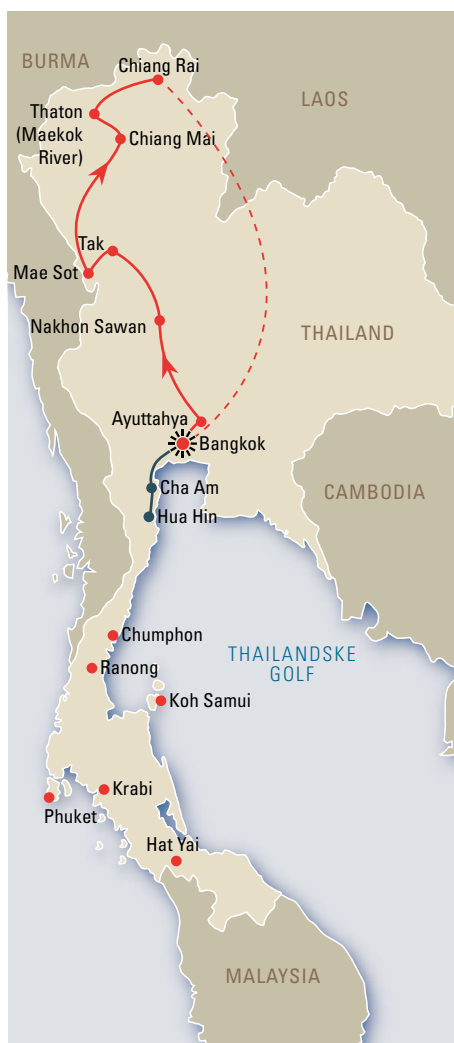 BURMA
Chiang Rai
LAOS
Thaton
(Maekok
River)
Chiang Mai
Tak
Mae Sot
Nakhon Sawan
THAILAND
Ayuttahya
Bangkok
Cha Am
CAMBODIA
Hua Hin
Chumphon
THAILANDSKE
GOLF
Ranong
Koh Samui
Krabi
Phuket
Hat Yai
MALAYSIA